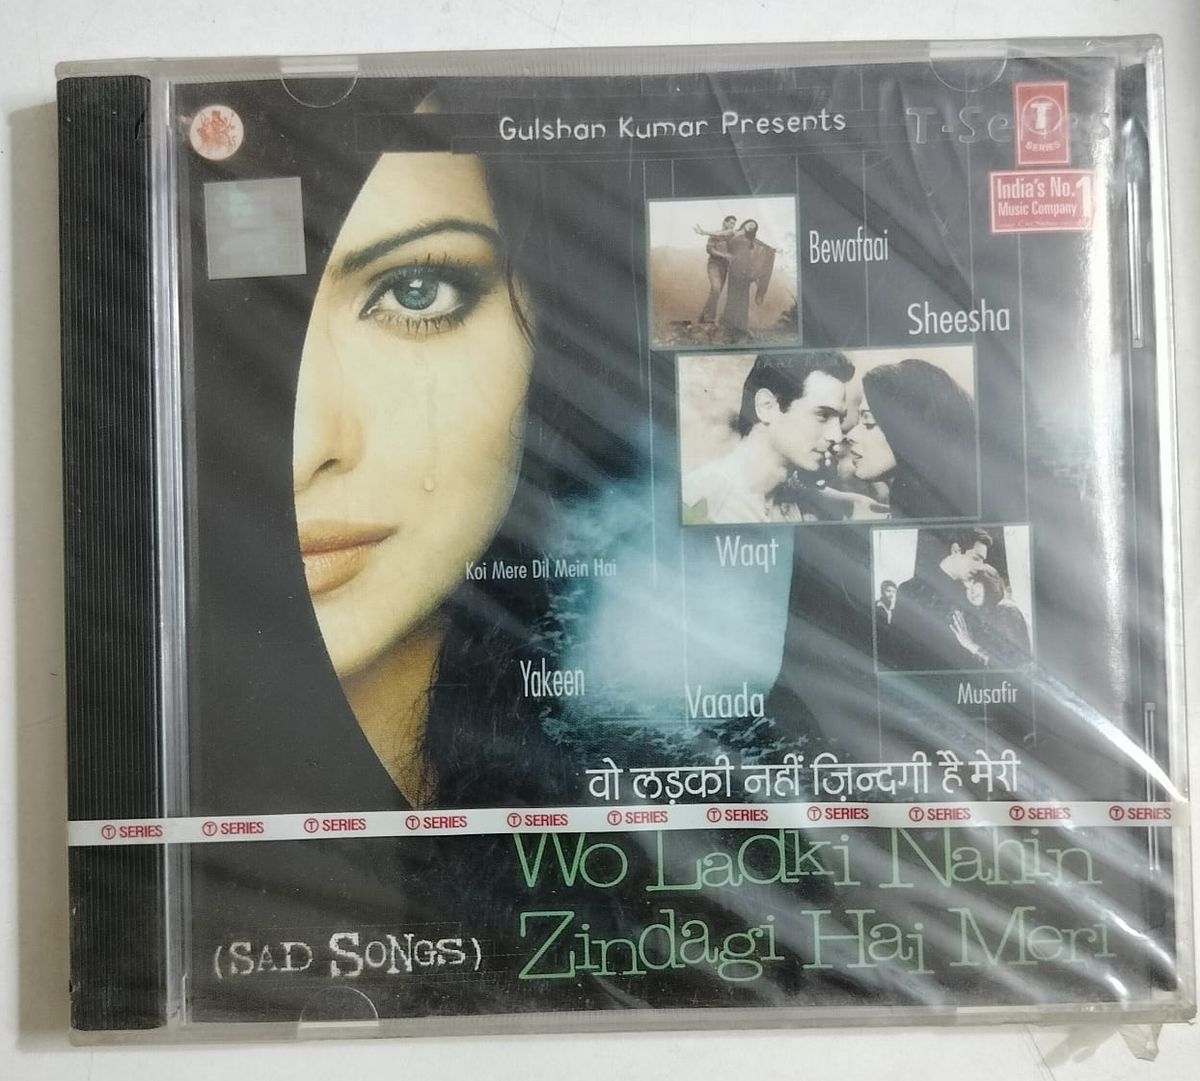 Gulshan Kumar Presents
T-Se s
T
SERIES
India's No.1
Music Company
Bewafaai
Sheesha
Waqt
Koi Mere Dil Mein Hai
Yakeen
Vaada
Musafir
वो लड़की नहीं ज़िन्दगी है मेरी
T SERIES T SERIES T SERIES T SERIES T SERIES T SERIES T SERIES T SERIES T SERIES T SERIES T SERIES
Wo Ladki Nahin
Zindagi Hai Meri
(SAD SONGS)